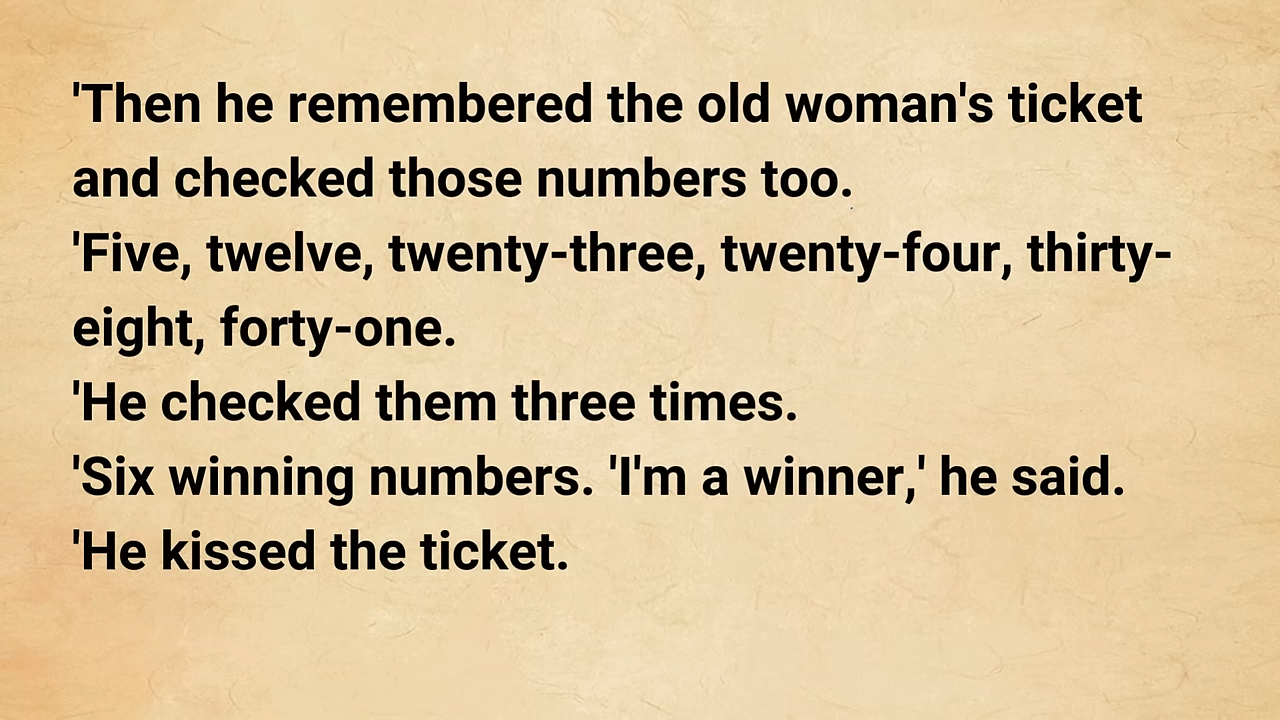 'Then he remembered the old woman's ticket
and checked those numbers too.
'Five, twelve, twenty-three, twenty-four, thirty-
eight, forty-one.
'He checked them three times.
'Six winning numbers. 'I'm a winner,' he said.
'He kissed the ticket.